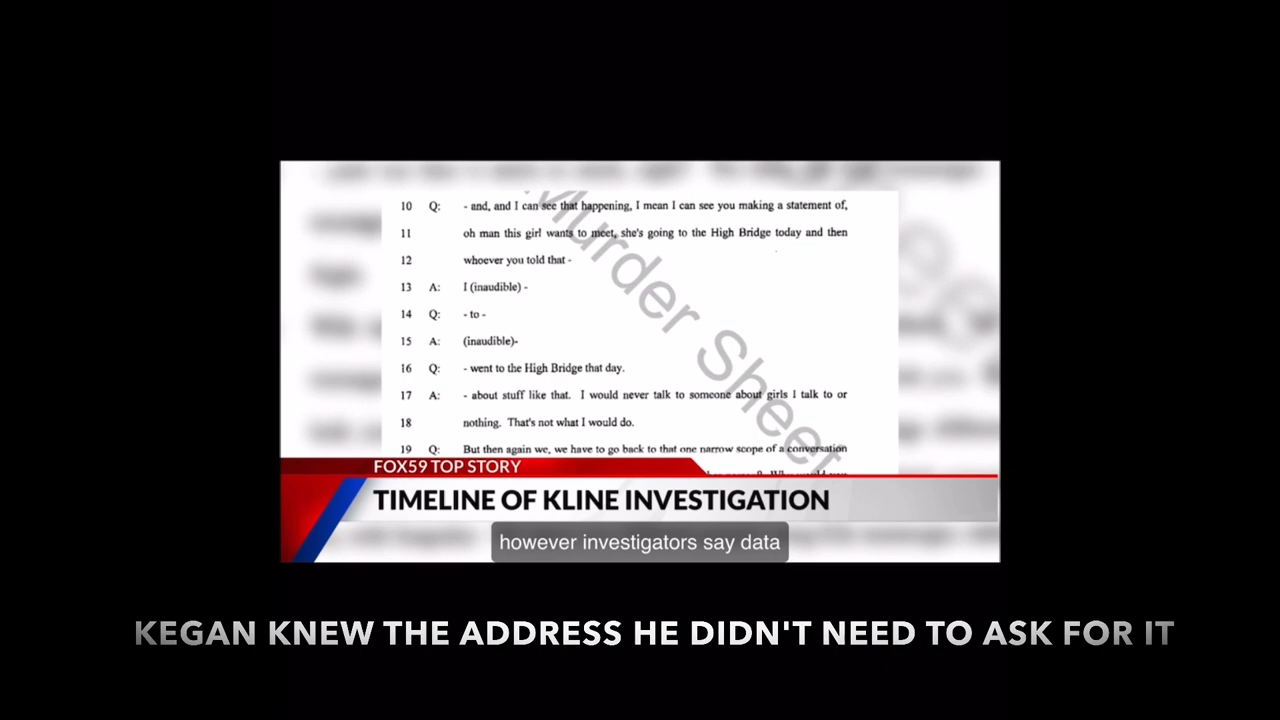 10 Q: - and, and I can see that happening, I mean I can see you making a statement of,
11 oh man this girl wants to meet, she's going to the High Bridge today and then
12 whoever you told that -
13 A: I (inaudible) -
14 Q: - to -
15 A: (inaudible)-
16 Q: - went to the High Bridge that day.
17 A: - about stuff like that. I would never talk to someone about girls I talk to or
18 nothing. That's not what I would do.
19 Q: But then again we, we have to go back to that one narrow scope of a conversation
Murder Sheet
FOX59 TOP STORY
TIMELINE OF KLINE INVESTIGATION
however investigators say data
KEGAN KNEW THE ADDRESS HE DIDN'T NEED TO ASK FOR IT